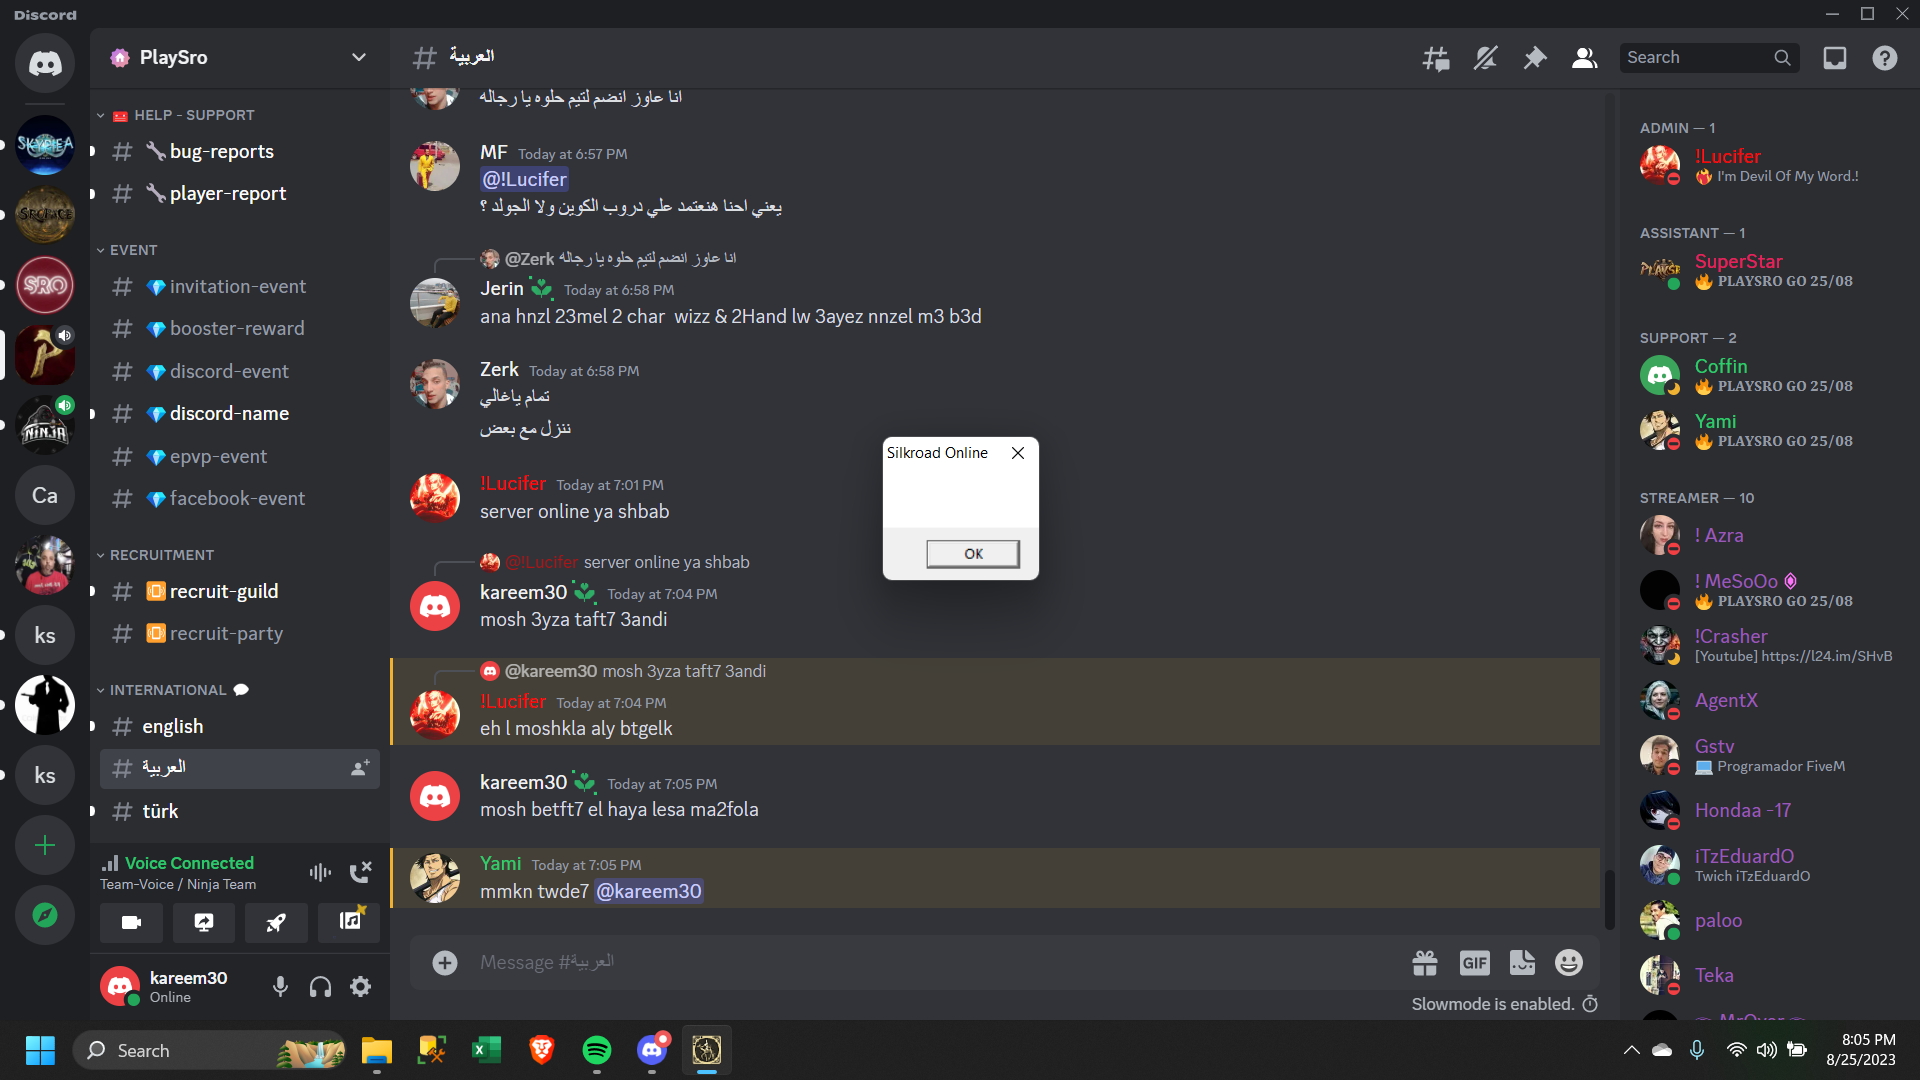 Discord
PlaySro
HELP - SUPPORT
bug-reports
player-report
EVENT
invitation-event
booster-reward
discord-event
discord-name
epvp-event
facebook-event
RECRUITMENT
recruit-guild
recruit-party
INTERNATIONAL
english
العربية
türk
Voice Connected
Team-Voice / Ninja Team
kareem30
Online
SRO
NINJA
Ca
ks
ks
العربية
Search
انا عاوز انضم لتيم حلوه يا رجاله
MF Today at 6:57 PM
@!Lucifer
يعني احنا هنعتمد علي دروب الكوين ولا الجولد ؟
@Zerk انا عاوز انضم لتيم حلوه يا رجاله
Jerin Today at 6:58 PM
ana hnzl 23mel 2 char wizz & 2Hand lw 3ayez nnzel m3 b3d
Zerk Today at 6:58 PM
تمام ياغالي
ننزل مع بعض
!Lucifer Today at 7:01 PM
server online ya shbab
@!Lucifer server online ya shbab
kareem30 Today at 7:04 PM
mosh 3yza taft7 3andi
@kareem30 mosh 3yza taft7 3andi
!Lucifer Today at 7:04 PM
eh l moshkla aly btgelk
kareem30 Today at 7:05 PM
mosh betft7 el haya lesa ma2fola
Yami Today at 7:05 PM
mmkn twde7 @kareem30
Message #العربية
GIF
Slowmode is enabled.
Silkroad Online
OK
ADMIN — 1
!Lucifer
I'm Devil Of My Word.!
ASSISTANT — 1
SuperStar
PLAYSRO GO 25/08
SUPPORT — 2
Coffin
PLAYSRO GO 25/08
Yami
PLAYSRO GO 25/08
STREAMER — 10
! Azra
! MeSoOo
PLAYSRO GO 25/08
!Crasher
[Youtube] https://l24.im/SHvB
AgentX
Gstv
Programador FiveM
Hondaa -17
iTzEduardO
Twich iTzEduardO
paloo
Teka
Search
8:05 PM
8/25/2023